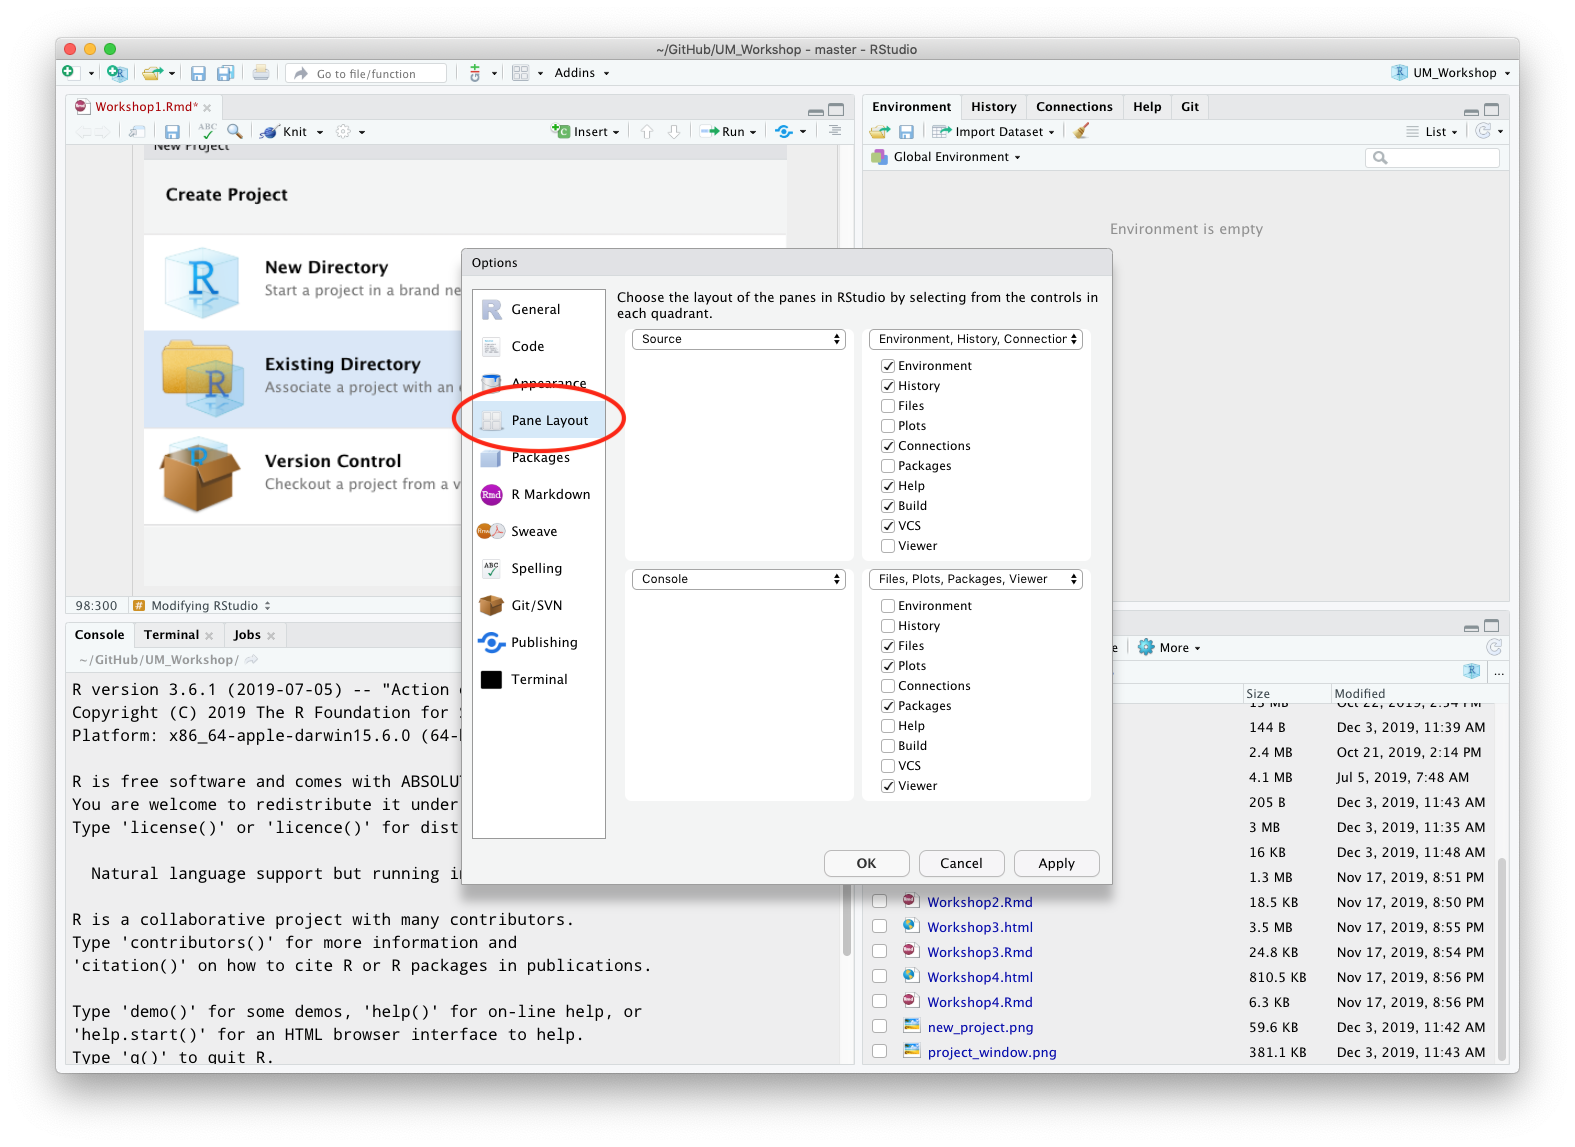 ~/GitHub/UM_Workshop - master - RStudio
Go to file/function
Addins
UM_Workshop
Workshop1.Rmd*
ABC
Knit
Insert
Run
New Project
Create Project
New Directory
Start a project in a brand ne
Existing Directory
Associate a project with an
Version Control
Checkout a project from a v
98:300
Modifying RStudio
Environment
History
Connections
Help
Git
Import Dataset
List
Global Environment
Environment is empty
Options
General
Code
Appearance
Pane Layout
Packages
R Markdown
Sweave
Spelling
Git/SVN
Publishing
Terminal
Choose the layout of the panes in RStudio by selecting from the controls in
each quadrant.
Source
Environment, History, Connection
Environment
History
Files
Plots
Connections
Packages
Help
Build
VCS
Viewer
Console
Files, Plots, Packages, Viewer
Environment
History
Files
Plots
Connections
Packages
Help
Build
VCS
Viewer
OK
Cancel
Apply
Console
Terminal
Jobs
~/GitHub/UM_Workshop/
R version 3.6.1 (2019-07-05) -- "Action
Copyright (C) 2019 The R Foundation for
Platform: x86_64-apple-darwin15.6.0 (64-
R is free software and comes with ABSOLU
You are welcome to redistribute it under
Type 'license()' or 'licence()' for dist
Natural language support but running i
R is a collaborative project with many contributors.
Type 'contributors()' for more information and
'citation()' on how to cite R or R packages in publications.
Type 'demo()' for some demos, 'help()' for on-line help, or
'help.start()' for an HTML browser interface to help.
Type 'q()' to quit R.
e
More
...
Size
Modified
15 MB Oct 22, 2019, 2:54 PM
144 B Dec 3, 2019, 11:39 AM
2.4 MB Oct 21, 2019, 2:14 PM
4.1 MB Jul 5, 2019, 7:48 AM
205 B Dec 3, 2019, 11:43 AM
3 MB Dec 3, 2019, 11:35 AM
16 KB Dec 3, 2019, 11:48 AM
1.3 MB Nov 17, 2019, 8:51 PM
Workshop2.Rmd 18.5 KB Nov 17, 2019, 8:50 PM
Workshop3.html 3.5 MB Nov 17, 2019, 8:55 PM
Workshop3.Rmd 24.8 KB Nov 17, 2019, 8:54 PM
Workshop4.html 810.5 KB Nov 17, 2019, 8:56 PM
Workshop4.Rmd 6.3 KB Nov 17, 2019, 8:56 PM
new_project.png 59.6 KB Dec 3, 2019, 11:42 AM
project_window.png 381.1 KB Dec 3, 2019, 11:43 AM